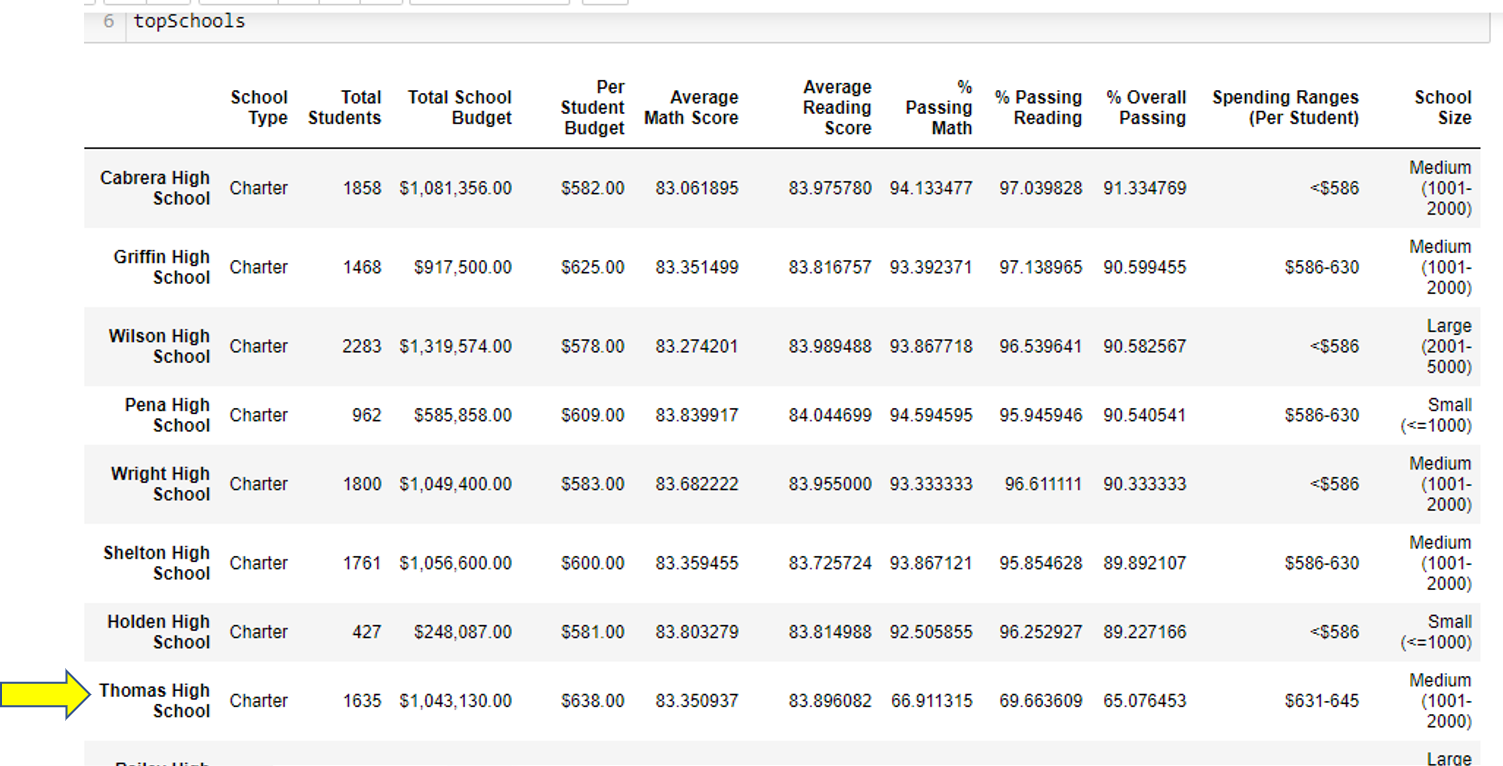 6 topSchools
School Type Total Students Total School Budget Per Student Budget Average Math Score Average Reading Score % Passing Math % Passing Reading % Overall Passing Spending Ranges (Per Student) School Size
Cabrera High School Charter 1858 $1,081,356.00 $582.00 83.061895 83.975780 94.133477 97.039828 91.334769 <$586 Medium (1001-2000)
Griffin High School Charter 1468 $917,500.00 $625.00 83.351499 83.816757 93.392371 97.138965 90.599455 $586-630 Medium (1001-2000)
Wilson High School Charter 2283 $1,319,574.00 $578.00 83.274201 83.989488 93.867718 96.539641 90.582567 <$586 Large (2001-5000)
Pena High School Charter 962 $585,858.00 $609.00 83.839917 84.044699 94.594595 95.945946 90.540541 $586-630 Small (<=1000)
Wright High School Charter 1800 $1,049,400.00 $583.00 83.682222 83.955000 93.333333 96.611111 90.333333 <$586 Medium (1001-2000)
Shelton High School Charter 1761 $1,056,600.00 $600.00 83.359455 83.725724 93.867121 95.854628 89.892107 $586-630 Medium (1001-2000)
Holden High School Charter 427 $248,087.00 $581.00 83.803279 83.814988 92.505855 96.252927 89.227166 <$586 Small (<=1000)
Thomas High School Charter 1635 $1,043,130.00 $638.00 83.350937 83.896082 66.911315 69.663609 65.076453 $631-645 Medium (1001-2000)
Large